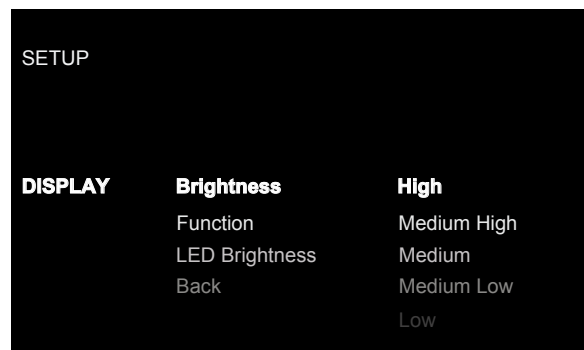 SETUP
DISPLAY Brightness High
Function Medium High
LED Brightness Medium
Back Medium Low
Low